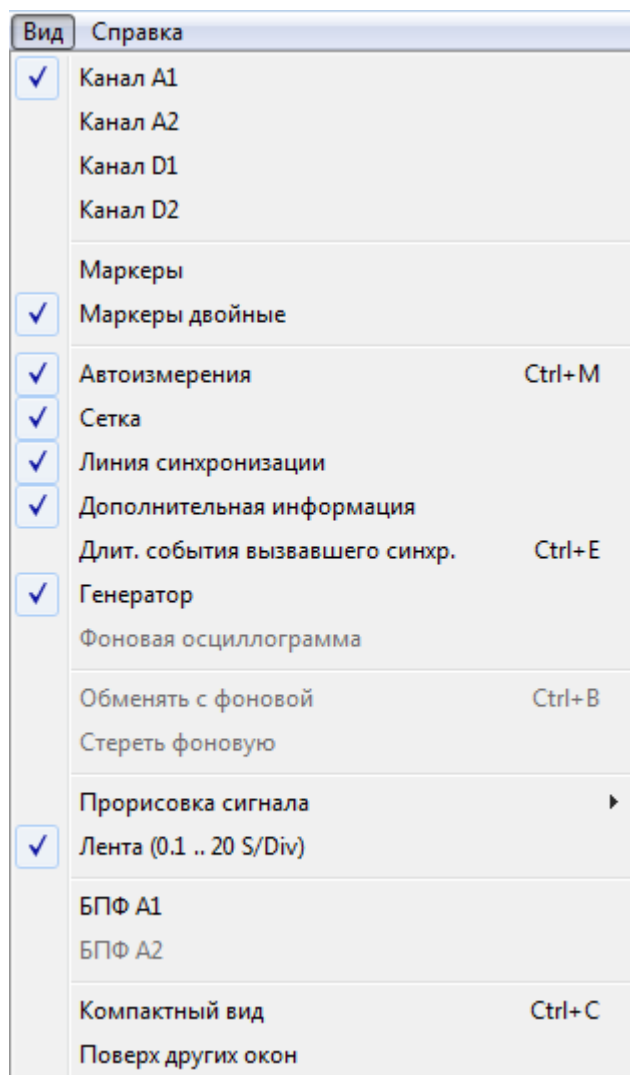 Вид Справка
Канал A1
Канал A2
Канал D1
Канал D2
Маркеры
Маркеры двойные
Автоизмерения Ctrl+M
Сетка
Линия синхронизации
Дополнительная информация
Длит. события вызвавшего синхр. Ctrl+E
Генератор
Фоновая осциллограмма
Обменять с фоновой Ctrl+B
Стереть фоновую
Прорисовка сигнала
Лента (0.1 .. 20 S/Div)
БПФ A1
БПФ A2
Компактный вид Ctrl+C
Поверх других окон